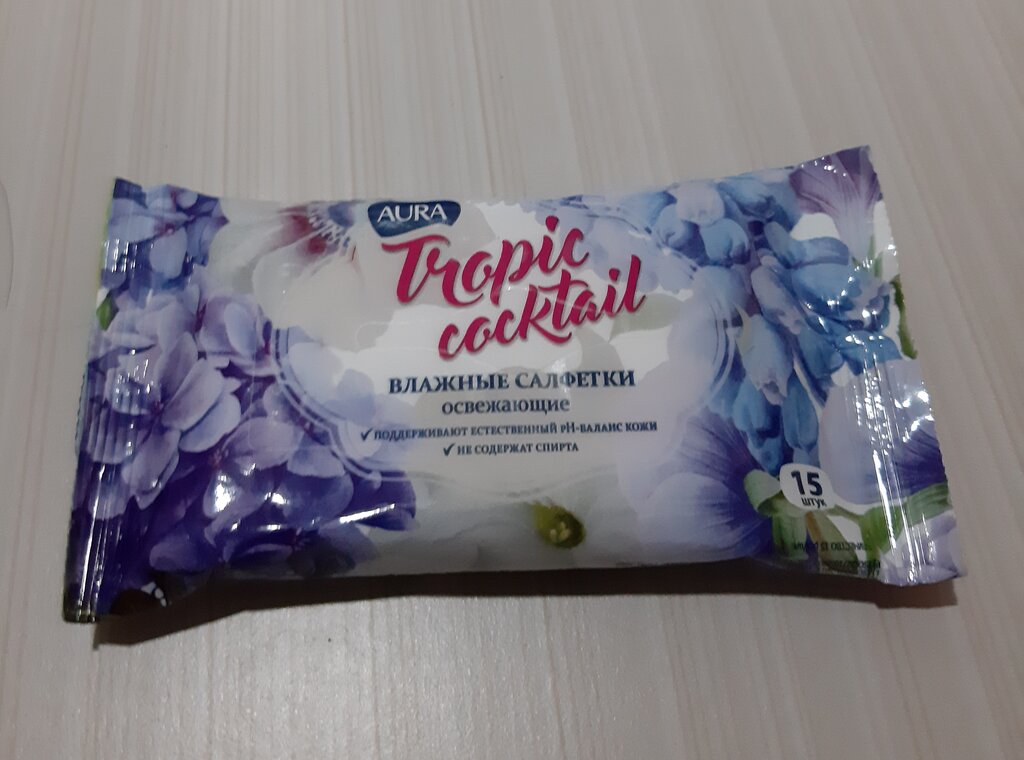 AURA
Tropic
cocktail
ВЛАЖНЫЕ САЛФЕТКИ
освежающие
✓ ПОДДЕРЖИВАЮТ ЕСТЕСТВЕННЫЙ pH-БАЛАНС КОЖИ
✓ НЕ СОДЕРЖАТ СПИРТА
15
штук